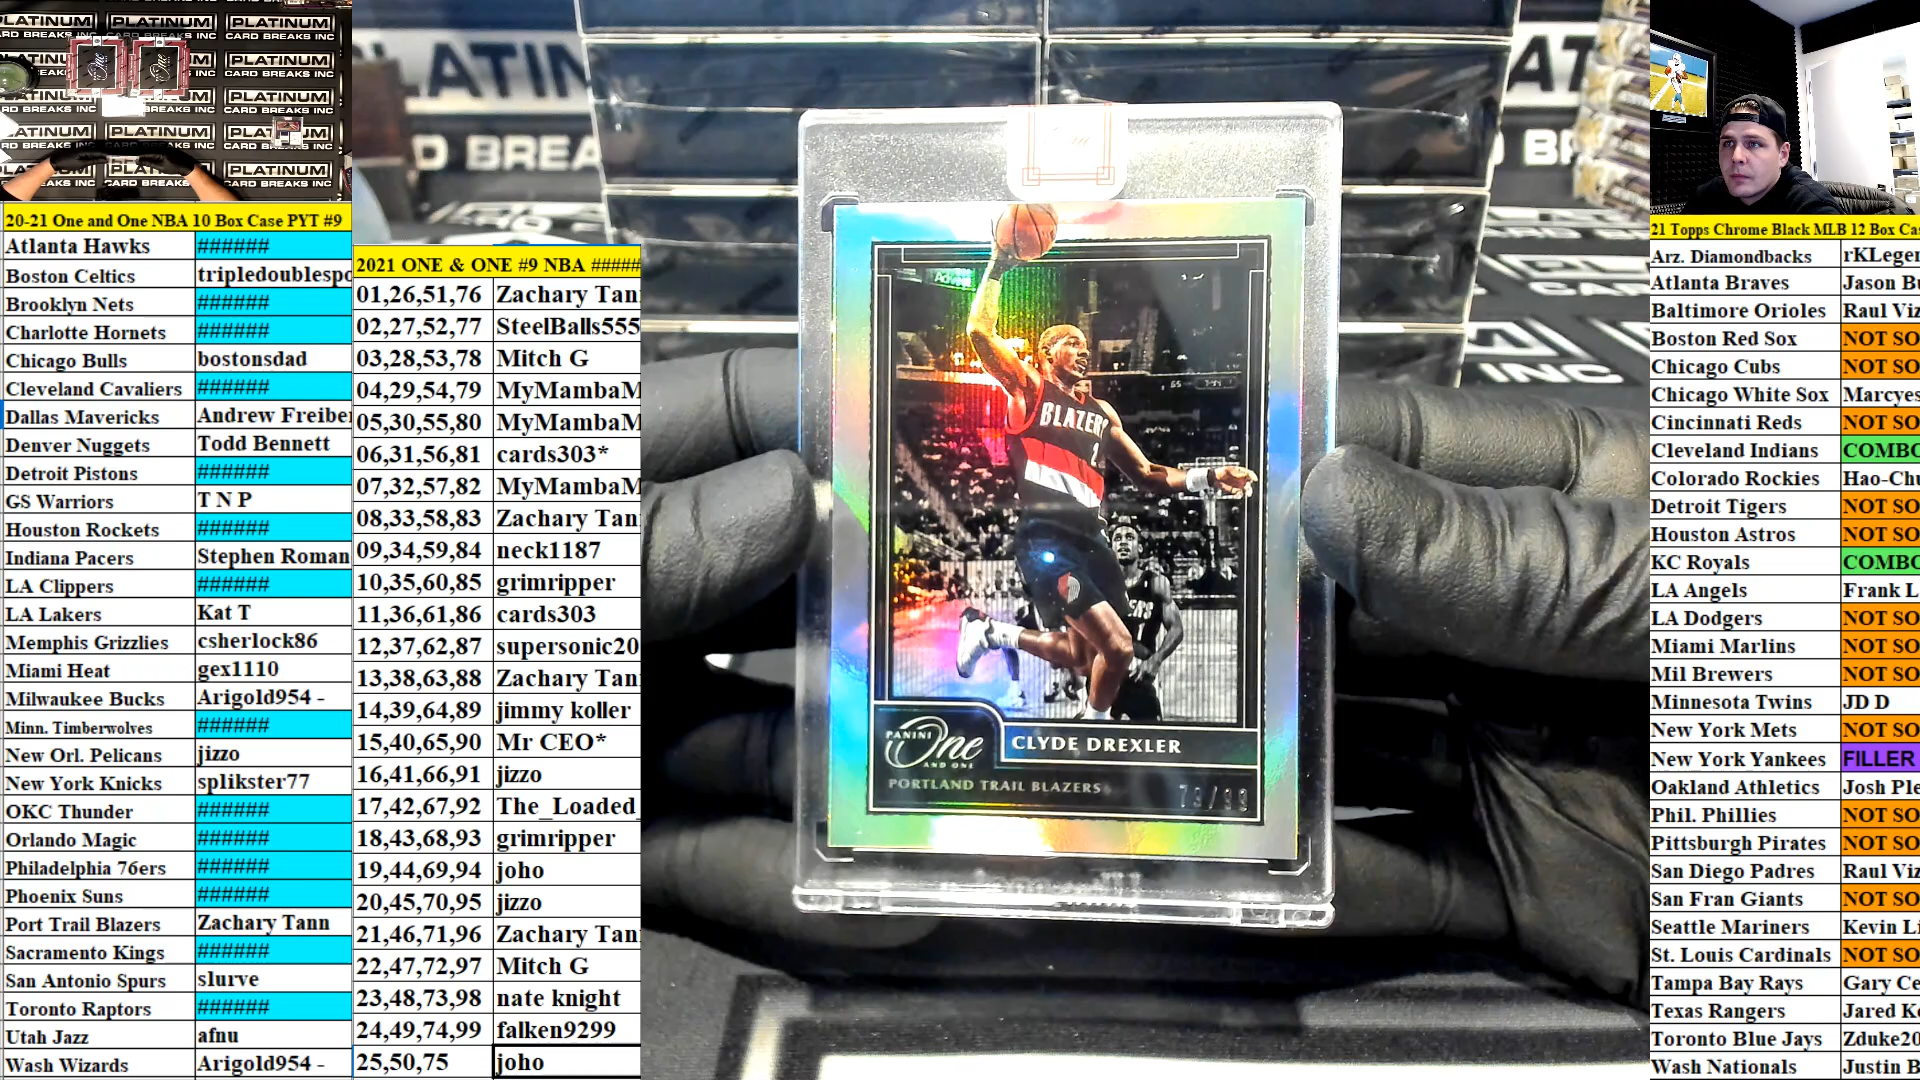 PLATINUM
CARD BREAKS INC
20-21 One and One NBA 10 Box Case PYT #9
Atlanta Hawks ######
Boston Celtics tripledoublespo
Brooklyn Nets ######
Charlotte Hornets ######
Chicago Bulls bostonsdad
Cleveland Cavaliers ######
Dallas Mavericks Andrew Freiber
Denver Nuggets Todd Bennett
Detroit Pistons ######
GS Warriors T N P
Houston Rockets ######
Indiana Pacers Stephen Roman
LA Clippers ######
LA Lakers Kat T
Memphis Grizzlies csherlock86
Miami Heat gex1110
Milwaukee Bucks Arigold954 -
Minn. Timberwolves ######
New Orl. Pelicans jizzo
New York Knicks splikster77
OKC Thunder ######
Orlando Magic ######
Philadelphia 76ers ######
Phoenix Suns ######
Port Trail Blazers Zachary Tann
Sacramento Kings ######
San Antonio Spurs slurve
Toronto Raptors ######
Utah Jazz afnu
Wash Wizards Arigold954 -
2021 ONE & ONE #9 NBA #####
01,26,51,76 Zachary Tan
02,27,52,77 SteelBalls555
03,28,53,78 Mitch G
04,29,54,79 MyMambaM
05,30,55,80 MyMambaM
06,31,56,81 cards303*
07,32,57,82 MyMambaM
08,33,58,83 Zachary Tan
09,34,59,84 neck1187
10,35,60,85 grimripper
11,36,61,86 cards303
12,37,62,87 supersonic20
13,38,63,88 Zachary Tan
14,39,64,89 jimmy koller
15,40,65,90 Mr CEO*
16,41,66,91 jizzo
17,42,67,92 The_Loaded_
18,43,68,93 grimripper
19,44,69,94 joho
20,45,70,95 jizzo
21,46,71,96 Zachary Tan
22,47,72,97 Mitch G
23,48,73,98 nate knight
24,49,74,99 falken9299
25,50,75 joho
BLAZERS
PANINI
One
AND ONE
CLYDE DREXLER
PORTLAND TRAIL BLAZERS
21 Topps Chrome Black MLB 12 Box Cas
Arz. Diamondbacks rKLegen
Atlanta Braves Jason Bu
Baltimore Orioles Raul Viz
Boston Red Sox NOT SO
Chicago Cubs NOT SO
Chicago White Sox Marcyes
Cincinnati Reds NOT SO
Cleveland Indians COMBO
Colorado Rockies Hao-Chu
Detroit Tigers NOT SO
Houston Astros NOT SO
KC Royals COMBO
LA Angels Frank L
LA Dodgers NOT SO
Miami Marlins NOT SO
Mil Brewers NOT SO
Minnesota Twins JD D
New York Mets NOT SO
New York Yankees FILLER
Oakland Athletics Josh Ple
Phil. Phillies NOT SO
Pittsburgh Pirates NOT SO
San Diego Padres Raul Viz
San Fran Giants NOT SO
Seattle Mariners Kevin Li
St. Louis Cardinals NOT SO
Tampa Bay Rays Gary Ce
Texas Rangers Jared Ke
Toronto Blue Jays Zduke20
Wash Nationals Justin B